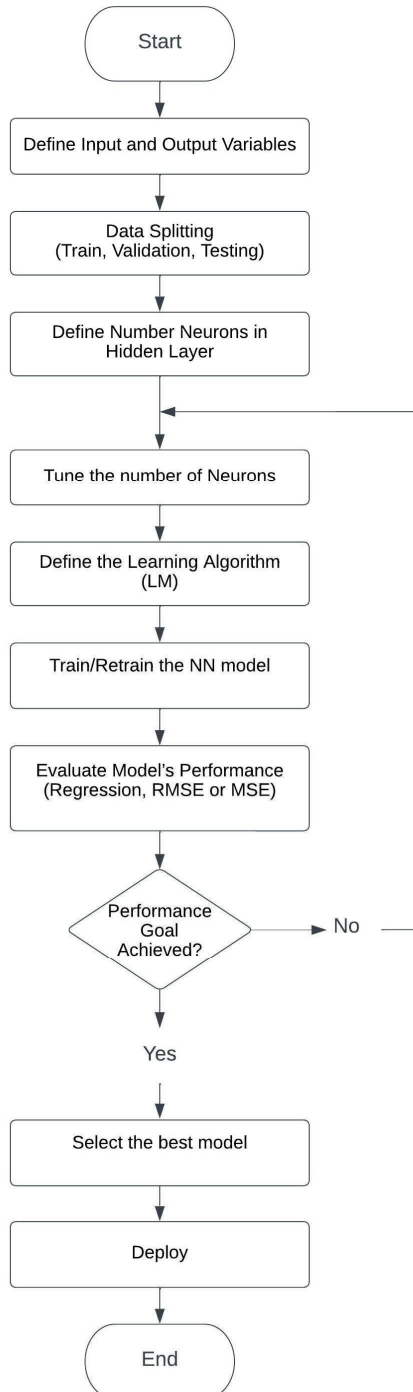 Start
Define Input and Output Variables
Data Splitting
(Train, Validation, Testing)
Define Number Neurons in
Hidden Layer
Tune the number of Neurons
Define the Learning Algorithm
(LM)
Train/Retrain the NN model
Evaluate Model's Performance
(Regression, RMSE or MSE)
Performance
Goal
Achieved?
No
Yes
Select the best model
Deploy
End